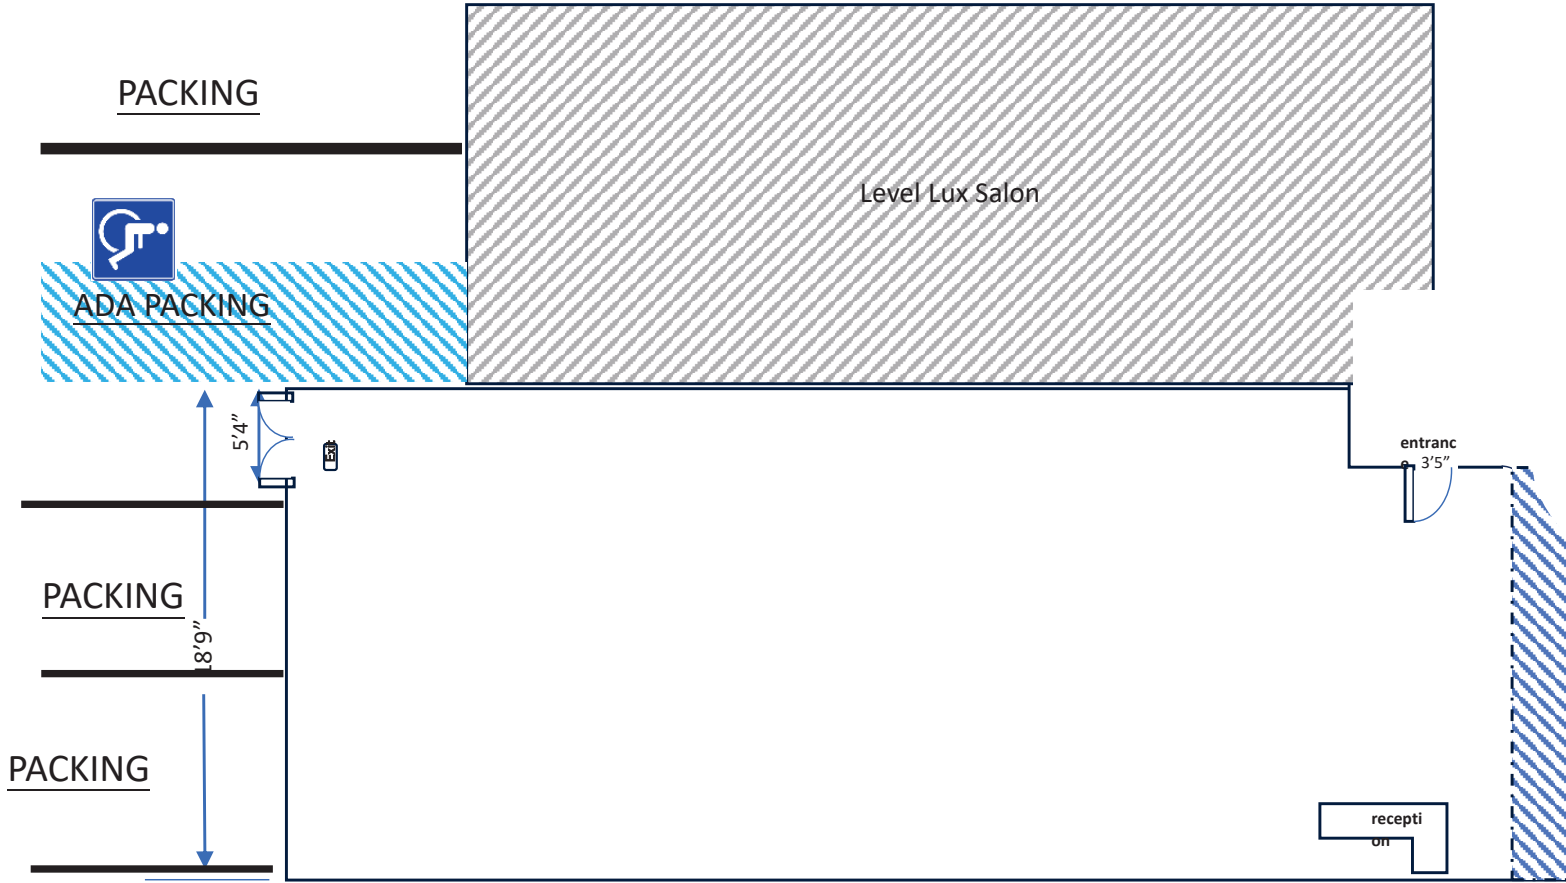 PACKING
Level Lux Salon
ADA PACKING
5’4”
Exit
entranc
e 3’5”
PACKING
18’9”
PACKING
recepti
on